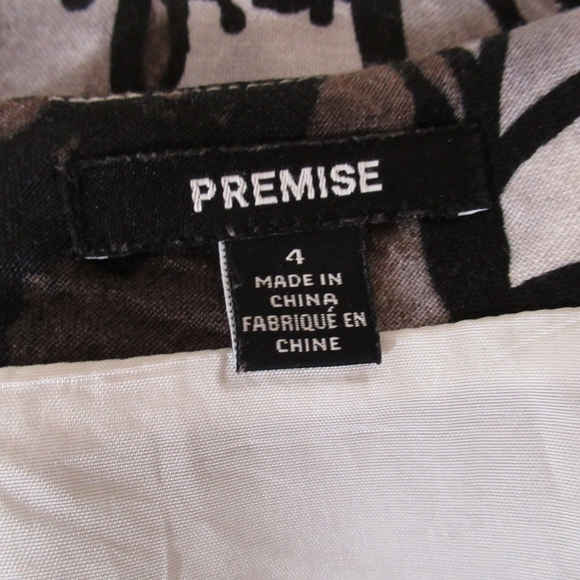 PREMISE
4
MADE IN
CHINA
FABRIQUÉ EN
CHINE